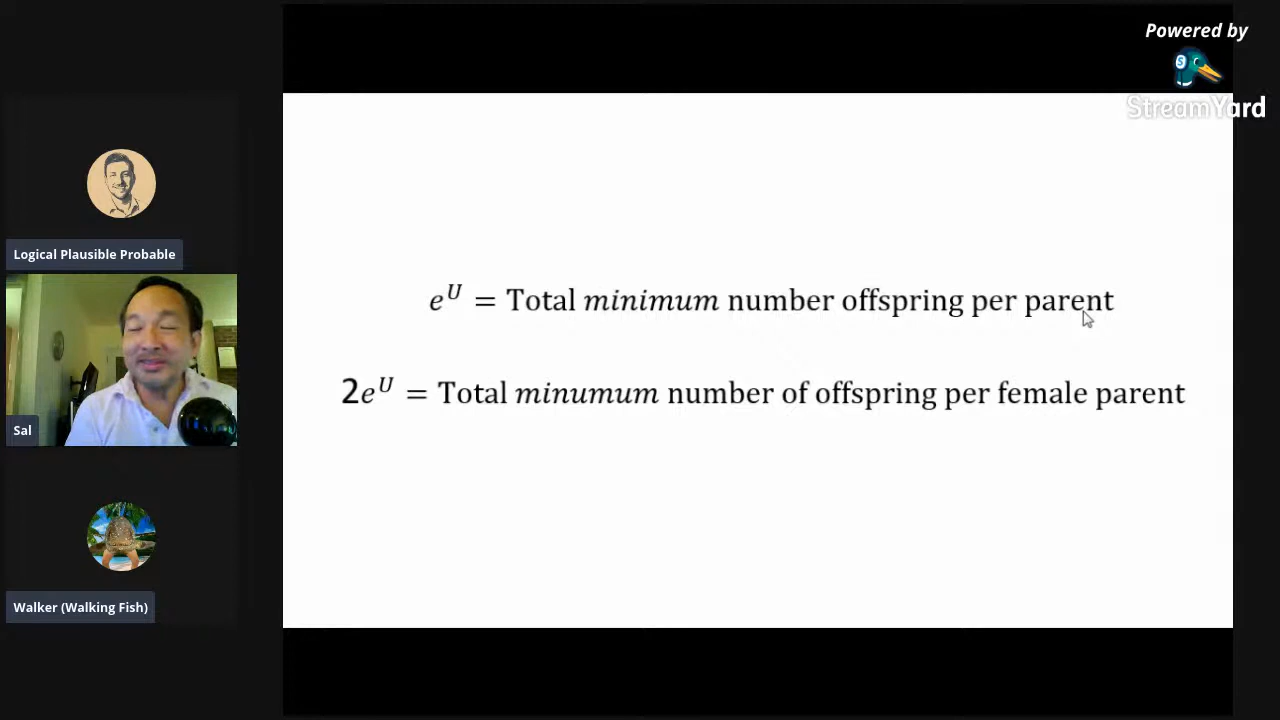 Powered by
StreamYard
Logical Plausible Probable
Sal
Walker (Walking Fish)
e^U = Total minimum number offspring per parent
2e^U = Total minumum number of offspring per female parent